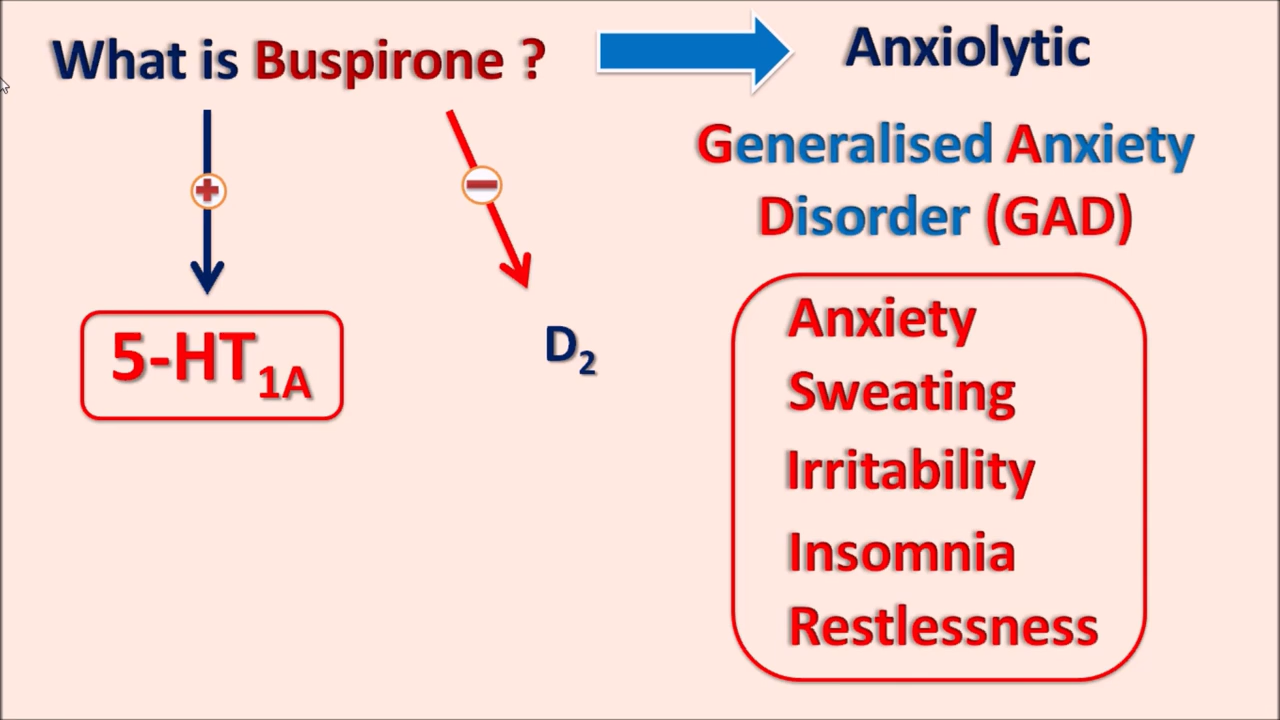 What is Buspirone ?
Anxiolytic
Generalised Anxiety
Disorder (GAD)
+
−
5-HT1A
D2
Anxiety
Sweating
Irritability
Insomnia
Restlessness